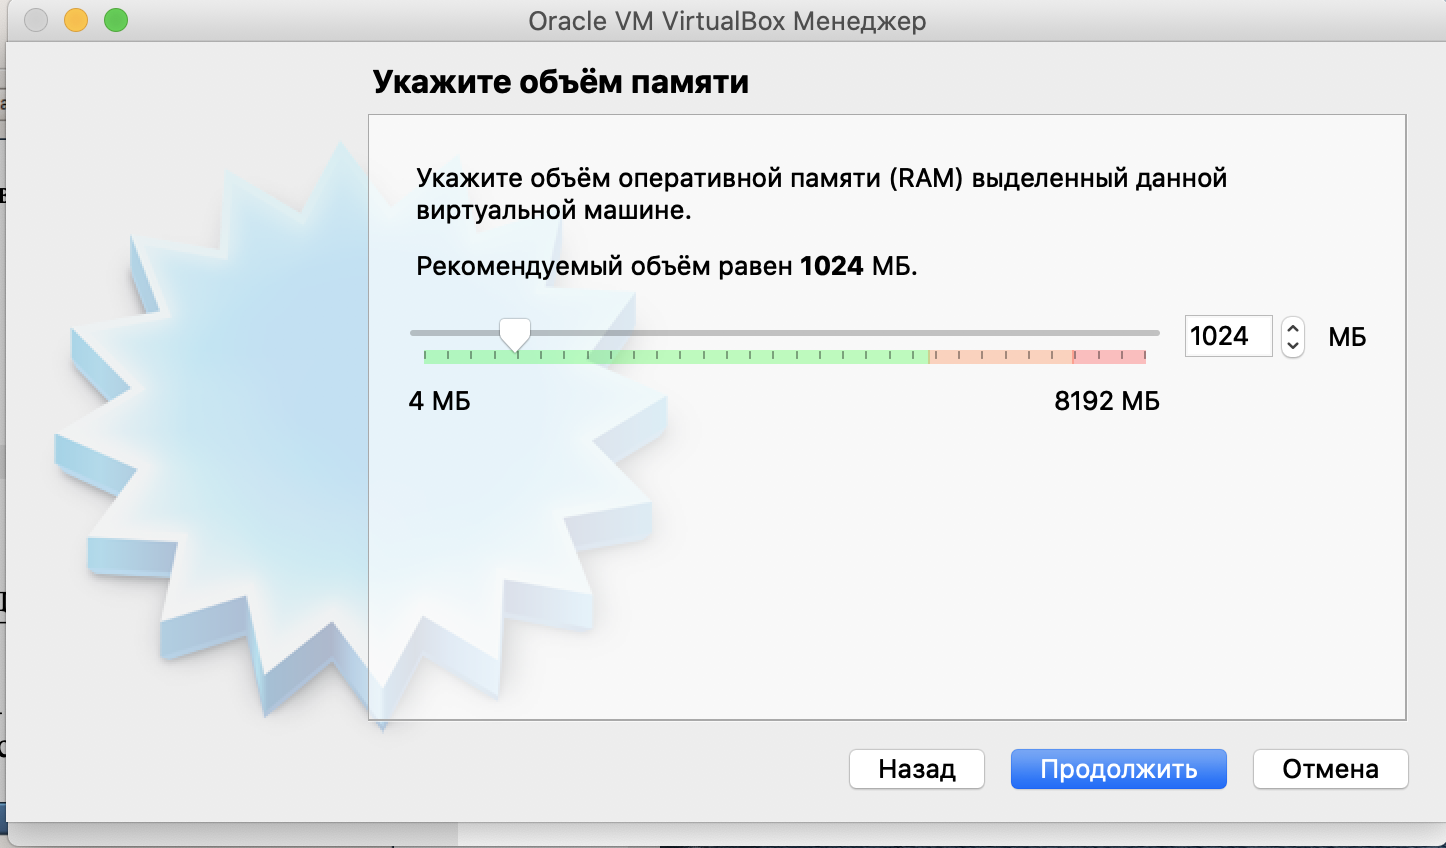 Oracle VM VirtualBox Менеджер
Укажите объём памяти
Укажите объём оперативной памяти (RAM) выделенный данной
виртуальной машине.
Рекомендуемый объём равен 1024 МБ.
1024 МБ
4 МБ 8192 МБ
Назад Продолжить Отмена